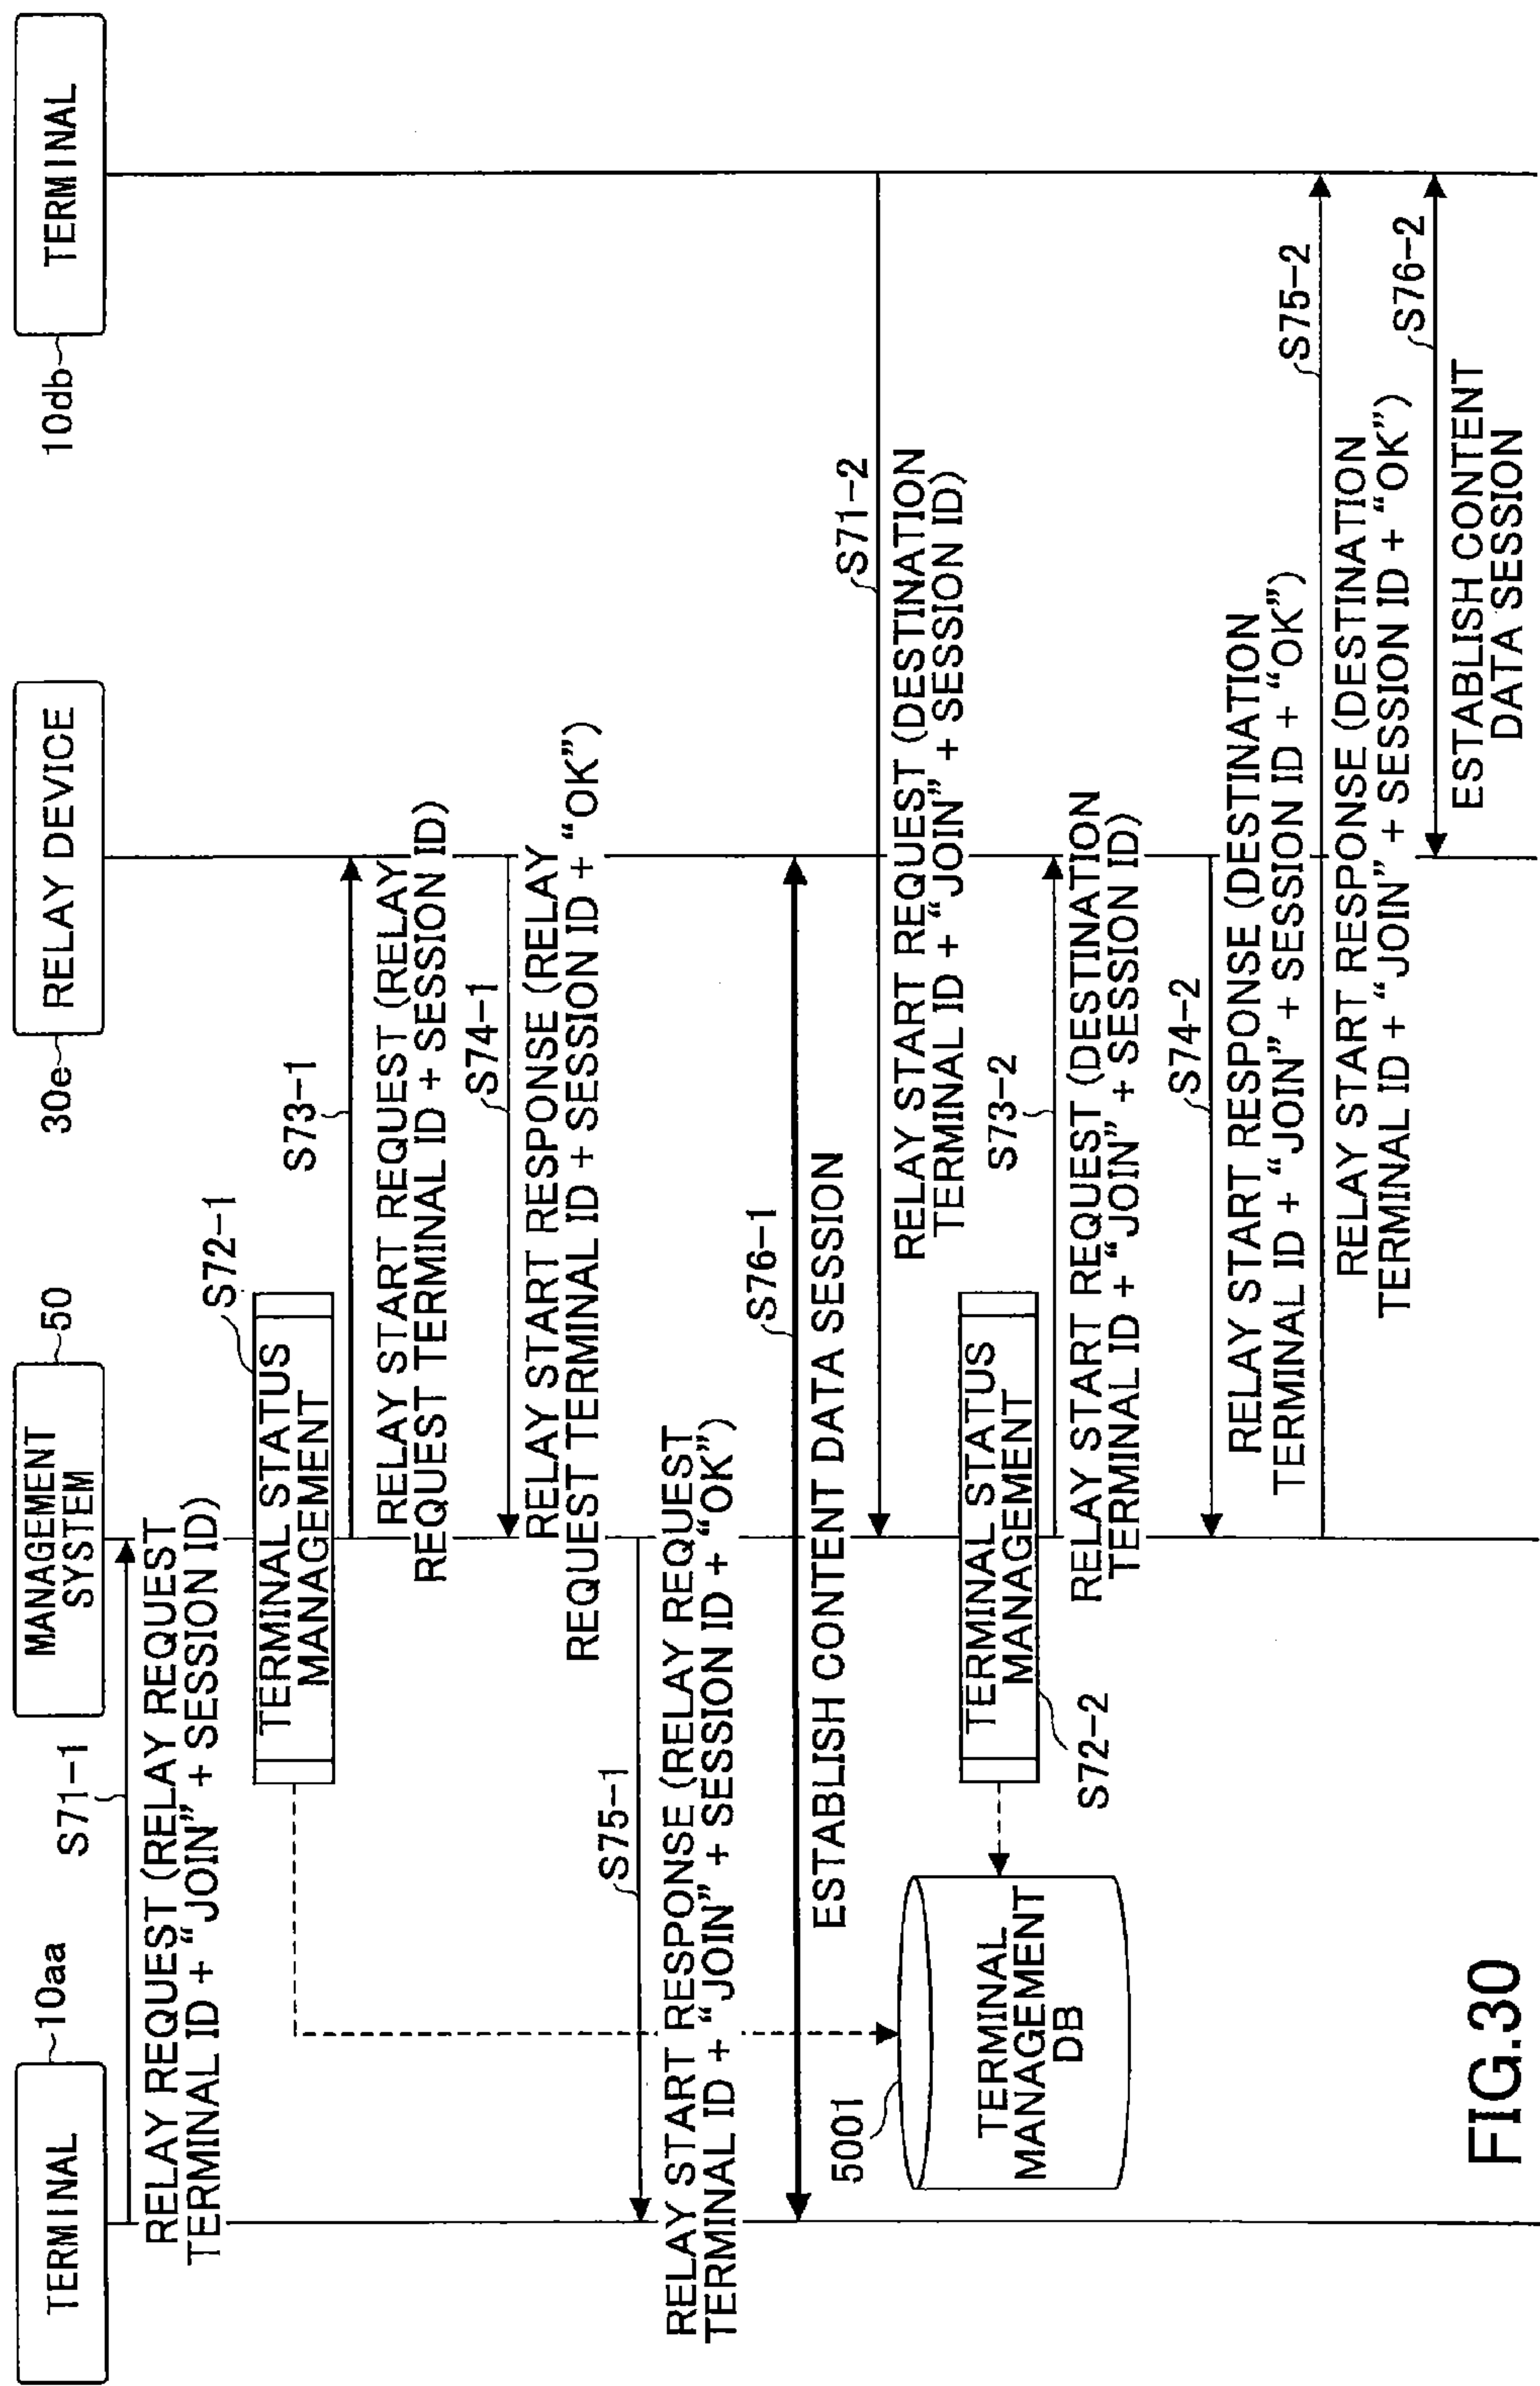 TERMINAL
10aa
MANAGEMENT
SYSTEM
50
30e
RELAY DEVICE
10db
TERMINAL
S71-1
RELAY REQUEST (RELAY REQUEST
TERMINAL ID + “JOIN” + SESSION ID)
S72-1
TERMINAL STATUS
MANAGEMENT
S73-1
RELAY START REQUEST (RELAY
REQUEST TERMINAL ID + SESSION ID)
S74-1
RELAY START RESPONSE (RELAY
REQUEST TERMINAL ID + SESSION ID + “OK”)
S75-1
RELAY START RESPONSE (RELAY REQUEST
TERMINAL ID + “JOIN” + SESSION ID + “OK”)
S76-1
ESTABLISH CONTENT DATA SESSION
S71-2
RELAY START REQUEST (DESTINATION
TERMINAL ID + “JOIN” + SESSION ID)
5001
TERMINAL
MANAGEMENT
DB
TERMINAL STATUS
MANAGEMENT
S72-2
S73-2
RELAY START REQUEST (DESTINATION
TERMINAL ID + “JOIN” + SESSION ID)
S74-2
RELAY START RESPONSE (DESTINATION
TERMINAL ID + “JOIN” + SESSION ID + “OK”)
S75-2
RELAY START RESPONSE (DESTINATION
TERMINAL ID + “JOIN” + SESSION ID + “OK”)
S76-2
ESTABLISH CONTENT
DATA SESSION
FIG.30